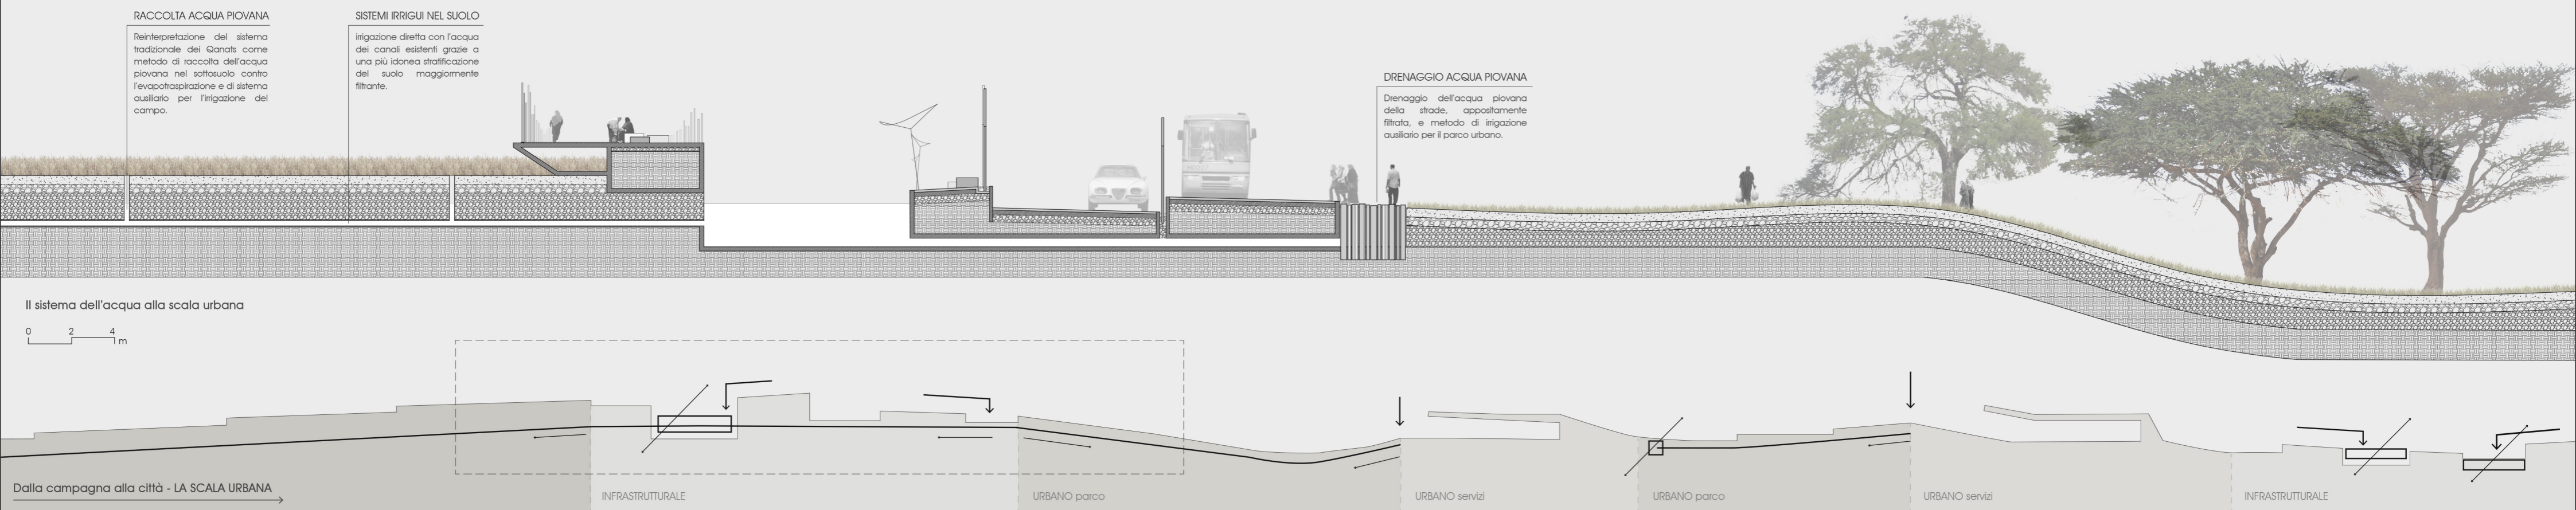 RACCOLTA ACQUA PIOVANA
Reinterpretazione del sistema
tradizionale dei Qanats come
metodo di raccolta dell'acqua
piovana nel sottosuolo contro
l'evapotraspirazione e di sistema
ausiliario per l'irrigazione del
campo.
SISTEMI IRRIGUI NEL SUOLO
irrigazione diretta con l'acqua
dei canali esistenti grazie a
una più idonea stratificazione
del suolo maggiormente
filtrante.
DRENAGGIO ACQUA PIOVANA
Drenaggio dell'acqua piovana
della strade, appositamente
filtrata, e metodo di irrigazione
ausiliario per il parco urbano.
Il sistema dell'acqua alla scala urbana
0 2 4
m
Dalla campagna alla città - LA SCALA URBANA
INFRASTRUTTURALE
URBANO parco
URBANO servizi
URBANO parco
URBANO servizi
INFRASTRUTTURALE